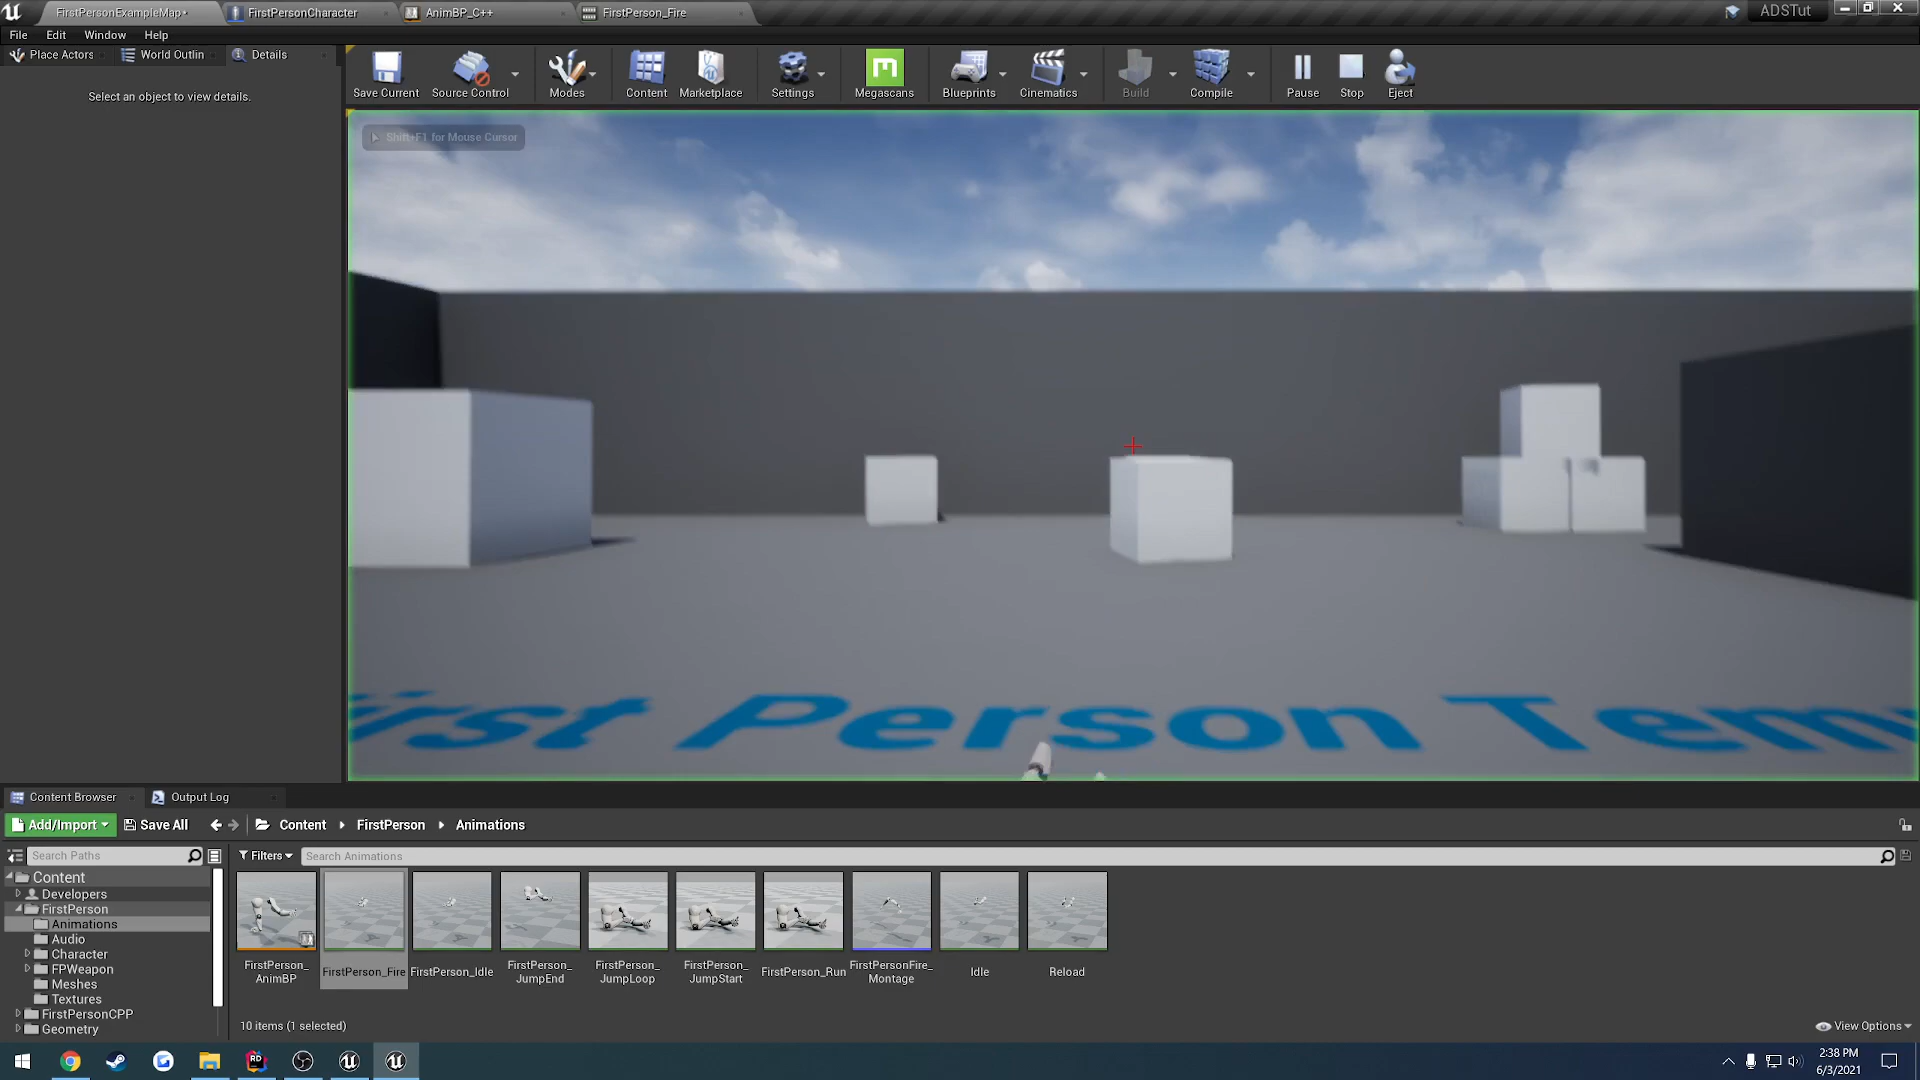 FirstPersonExampleMap•
FirstPersonCharacter
AnimBP_C++
FirstPerson_Fire
ADSTut
File
Edit
Window
Help
Place Actors
World Outlin
Details
Select an object to view details.
Save Current
Source Control
Modes
Content
Marketplace
Settings
Megascans
Blueprints
Cinematics
Build
Compile
Pause
Stop
Eject
Shift+F1 for Mouse Cursor
First Person Tem
Content Browser
Output Log
Add/Import
Save All
Content
FirstPerson
Animations
Search Paths
Filters
Search Animations
Content
Developers
FirstPerson
Animations
Audio
Character
FPWeapon
Meshes
Textures
FirstPersonCPP
Geometry
FirstPerson_
AnimBP
FirstPerson_Fire
FirstPerson_Idle
FirstPerson_
JumpEnd
FirstPerson_
JumpLoop
FirstPerson_
JumpStart
FirstPerson_Run
FirstPersonFire_
Montage
Idle
Reload
10 items (1 selected)
View Options
RD
2:38 PM
6/3/2021